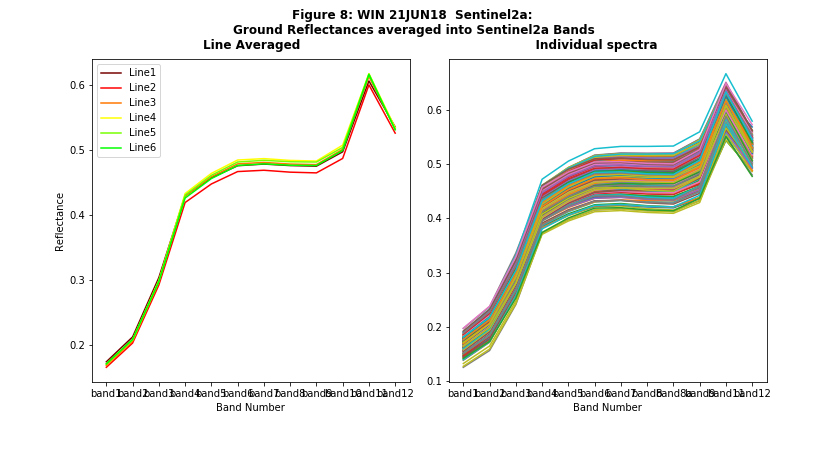 Figure 8: WIN 21JUN18 Sentinel2a:
Ground Reflectances averaged into Sentinel2a Bands
Line Averaged
Individual spectra
Line1
Line2
Line3
Line4
Line5
Line6
Reflectance
0.6
0.5
0.4
0.3
0.2
band1 band2 band3 band4 band5 band6 band7 band8 band9 band10 band11 band12
Band Number
0.6
0.5
0.4
0.3
0.2
0.1
band1 band2 band3 band4 band5 band6 band7 band8 band8a band9 band11 band12
Band Number